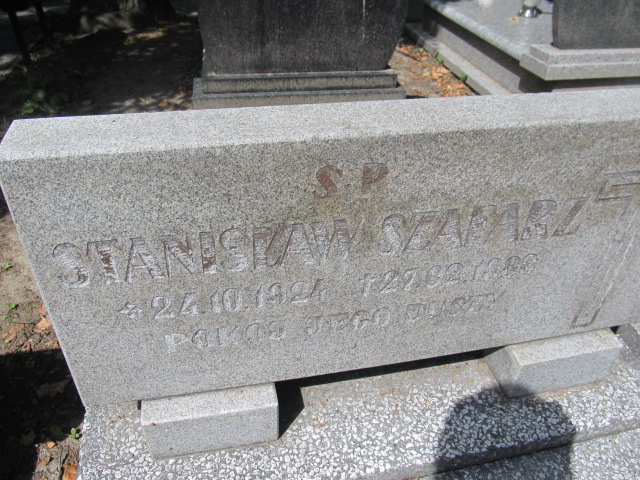 S P
STANISŁAW SZAFARZ
* 24.10.1924
POKÓJ JEGO DUSZY